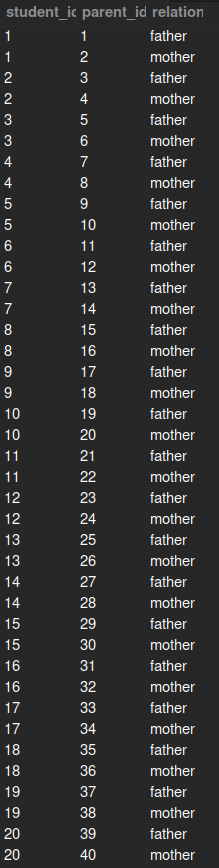 student_id parent_id relation
1 1 father
1 2 mother
2 3 father
2 4 mother
3 5 father
3 6 mother
4 7 father
4 8 mother
5 9 father
5 10 mother
6 11 father
6 12 mother
7 13 father
7 14 mother
8 15 father
8 16 mother
9 17 father
9 18 mother
10 19 father
10 20 mother
11 21 father
11 22 mother
12 23 father
12 24 mother
13 25 father
13 26 mother
14 27 father
14 28 mother
15 29 father
15 30 mother
16 31 father
16 32 mother
17 33 father
17 34 mother
18 35 father
18 36 mother
19 37 father
19 38 mother
20 39 father
20 40 mother